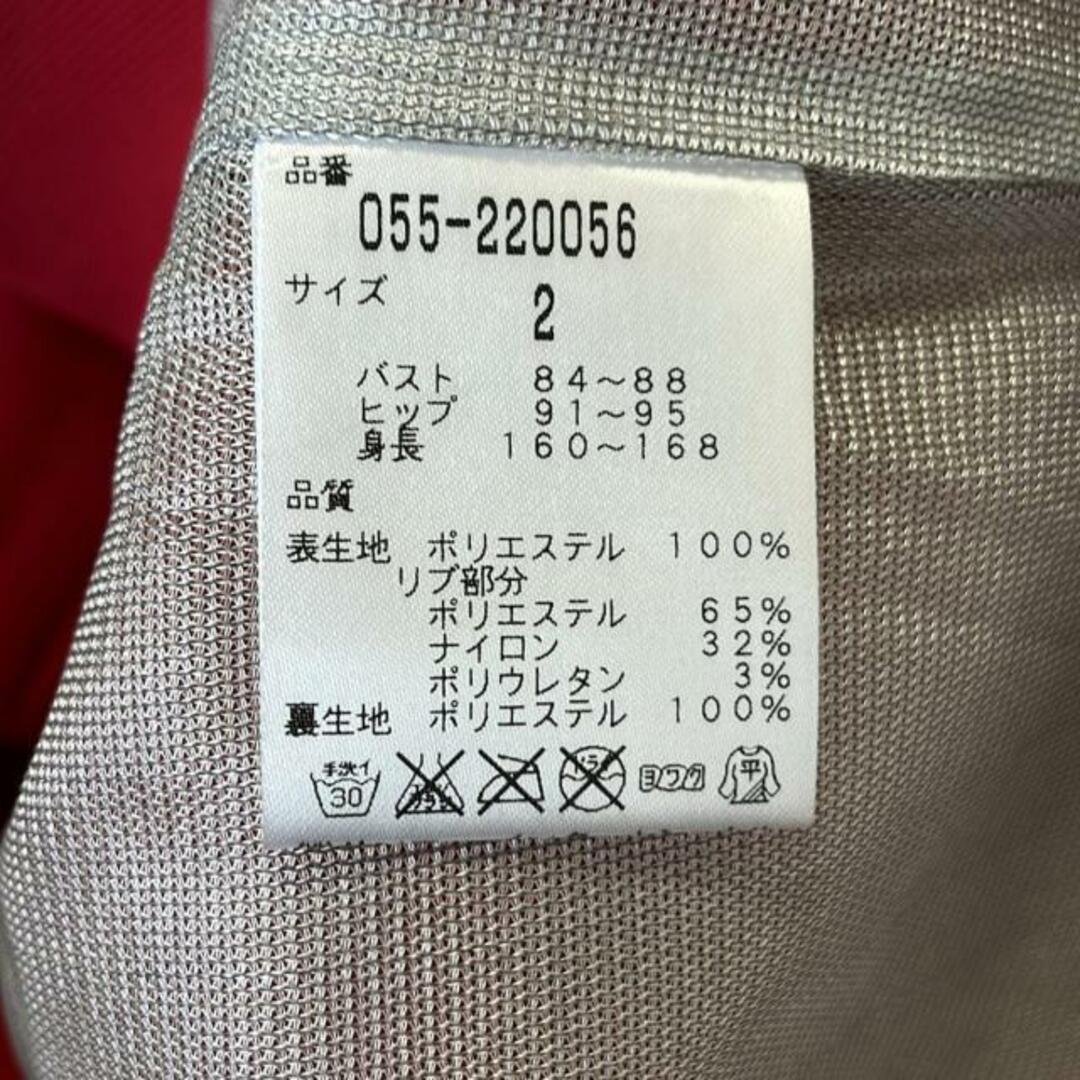 品番
055-220056
サイズ 2
バスト 84～88
ヒップ 91～95
身長 160～168
品質
表生地 ポリエステル 100%
リブ部分
ポリエステル 65%
ナイロン 32%
ポリウレタン 3%
裏生地 ポリエステル 100%
手洗イ 30 ヨワク 平